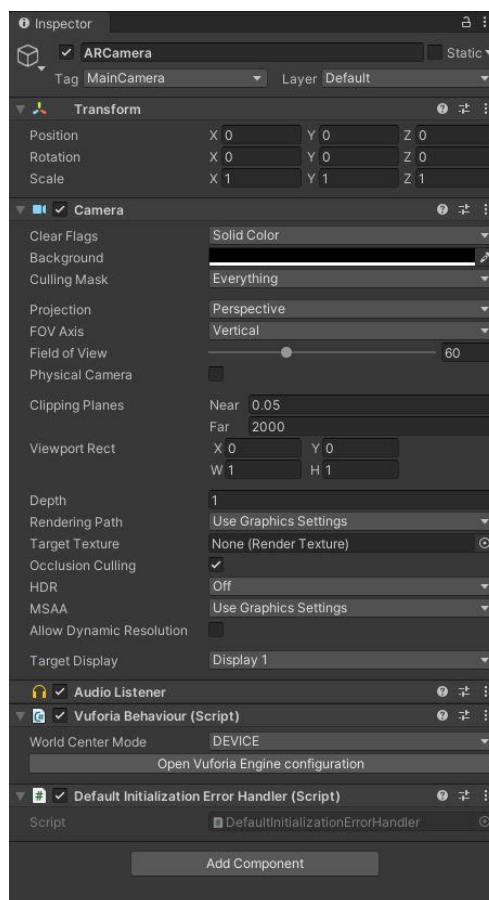 Inspector
ARCamera Static
Tag MainCamera Layer Default
Transform
Position X 0 Y 0 Z 0
Rotation X 0 Y 0 Z 0
Scale X 1 Y 1 Z 1
Camera
Clear Flags Solid Color
Background
Culling Mask Everything
Projection Perspective
FOV Axis Vertical
Field of View 60
Physical Camera
Clipping Planes Near 0.05
Far 2000
Viewport Rect X 0 Y 0
W 1 H 1
Depth 1
Rendering Path Use Graphics Settings
Target Texture None (Render Texture)
Occlusion Culling
HDR Off
MSAA Use Graphics Settings
Allow Dynamic Resolution
Target Display Display 1
Audio Listener
Vuforia Behaviour (Script)
World Center Mode DEVICE
Open Vuforia Engine configuration
Default Initialization Error Handler (Script)
Script DefaultInitializationErrorHandler
Add Component